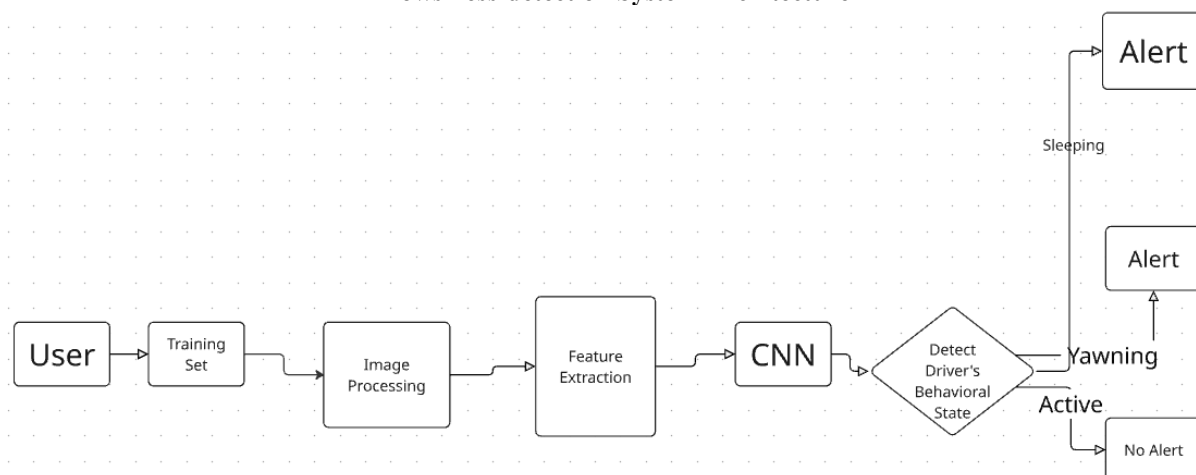 Alert
Sleeping
Alert
User
Training
Set
Image
Processing
Feature
Extraction
CNN
Detect
Driver's
Behavioral
State
Yawning
Active
No Alert